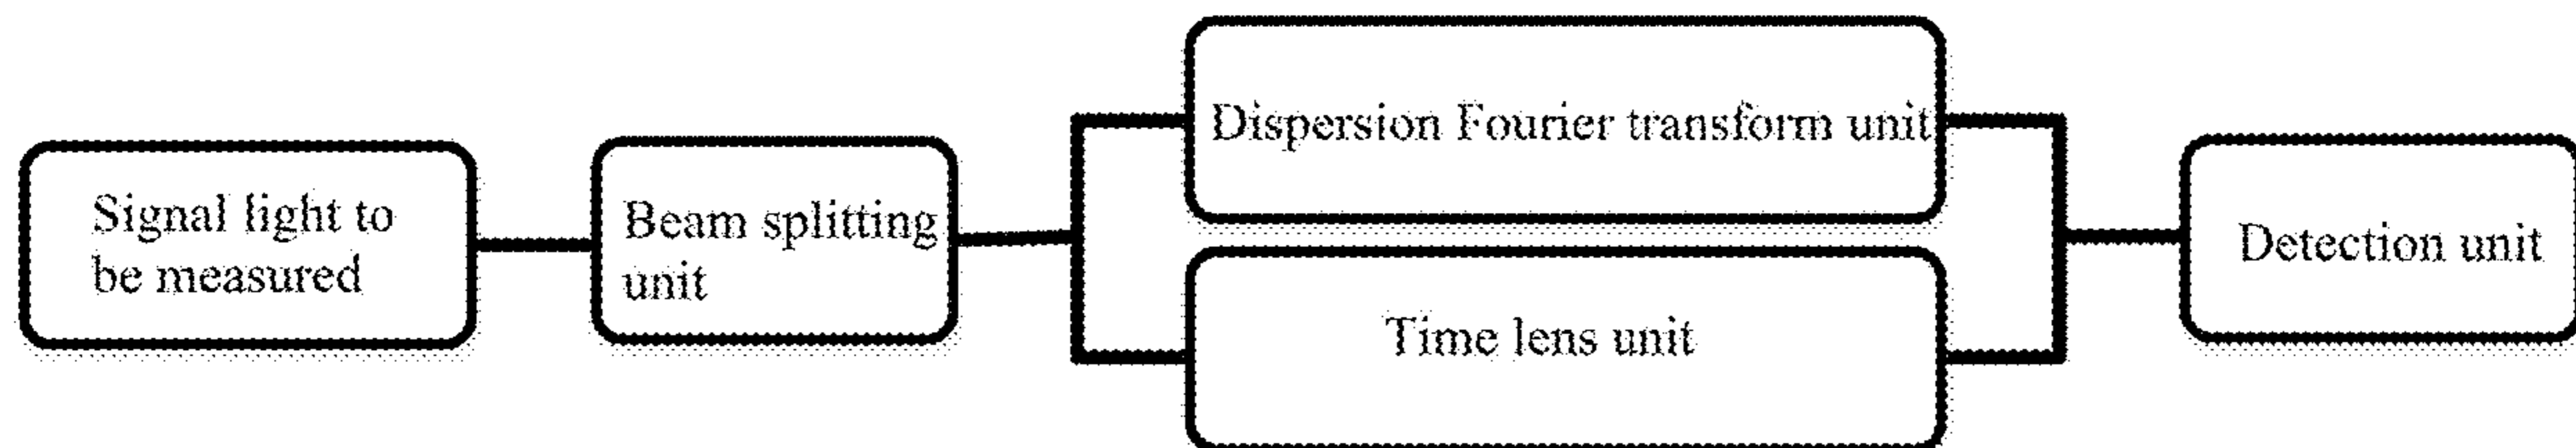 Signal light to
be measured
Beam splitting
unit
Dispersion Fourier transform unit
Time lens unit
Detection unit